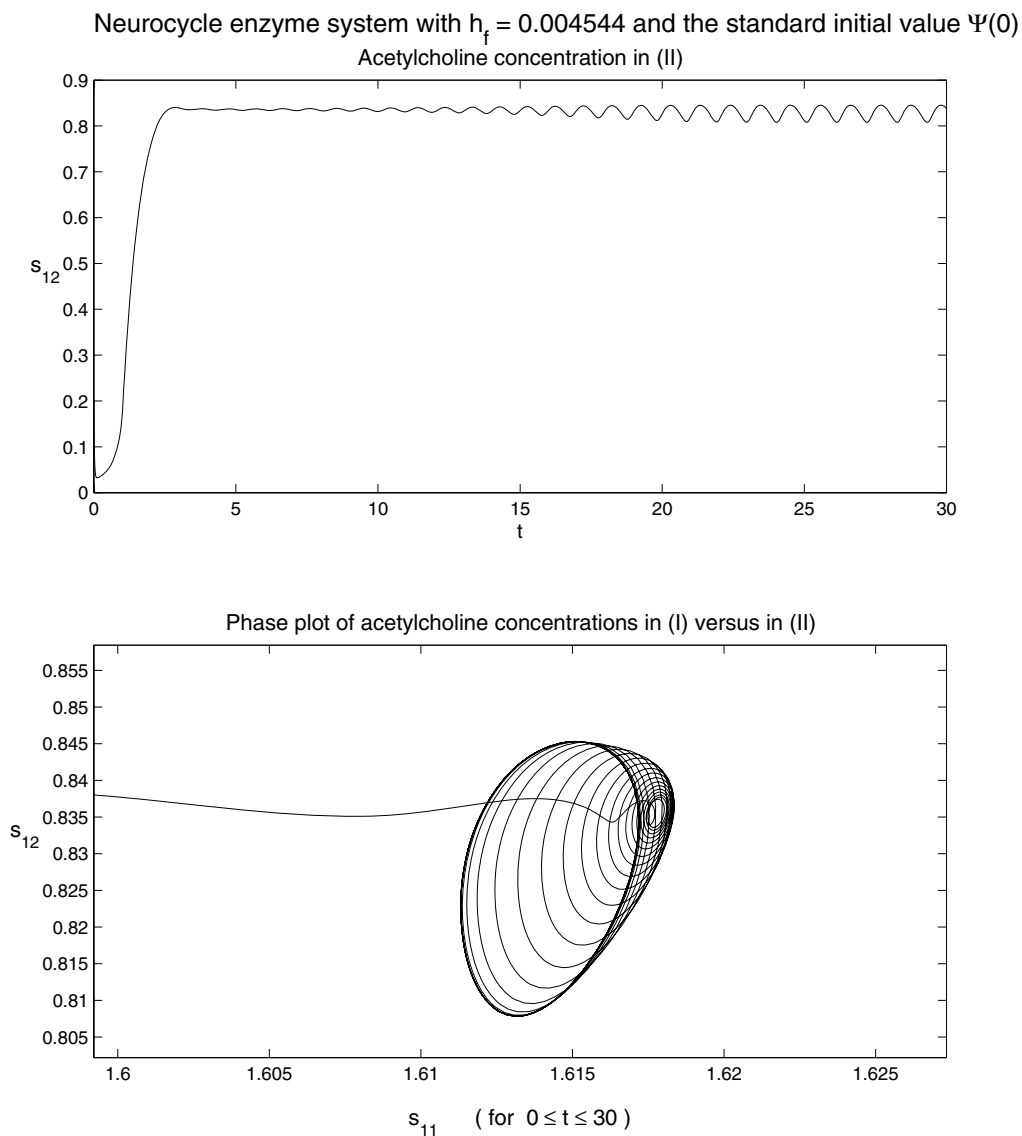 Neurocycle enzyme system with h_f = 0.004544 and the standard initial value Ψ(0)
Acetylcholine concentration in (II)
0.9
0.8
0.7
0.6
s_12 0.5
0.4
0.3
0.2
0.1
0
0 5 10 15 20 25 30
t
Phase plot of acetylcholine concentrations in (I) versus in (II)
0.855
0.85
0.845
0.84
0.835
s_12
0.83
0.825
0.82
0.815
0.81
0.805
1.6 1.605 1.61 1.615 1.62 1.625
s_11 ( for 0 ≤ t ≤ 30 )